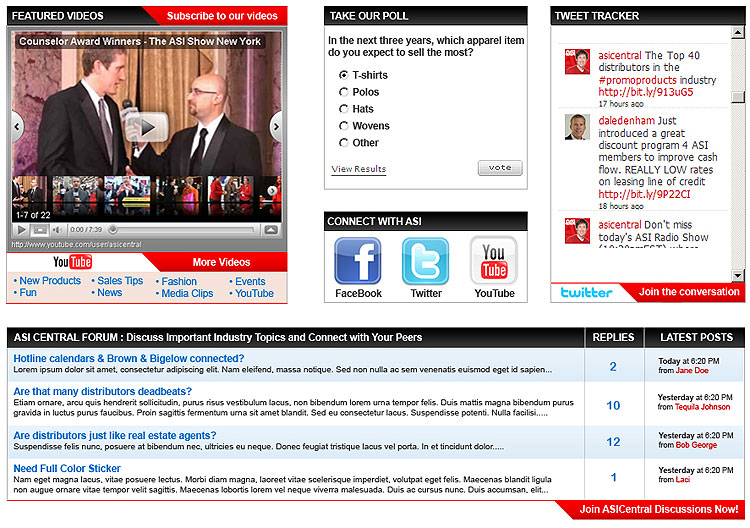 FEATURED VIDEOS
Subscribe to our videos
Counselor Award Winners - The ASI Show New York
1-7 of 22
0:00 / 7:39
http://www.youtube.com/user/asicentral
YouTube
More Videos
• New Products
• Sales Tips
• Fashion
• Events
• Fun
• News
• Media Clips
• YouTube
TAKE OUR POLL
In the next three years, which apparel item
do you expect to sell the most?
T-shirts
Polos
Hats
Wovens
Other
View Results
vote
CONNECT WITH ASI
FaceBook
Twitter
You
Tube
YouTube
TWEET TRACKER
asicentral The Top 40
distributors in the
#promoproducts industry
http://bit.ly/913uG5
17 hours ago
daledenham Just
introduced a great
discount program 4 ASI
members to improve cash
flow. REALLY LOW rates
on leasing line of credit
http://bit.ly/9P22CI
18 hours ago
asicentral Don't miss
today's ASI Radio Show
twitter
Join the conversation
ASI CENTRAL FORUM : Discuss Important Industry Topics and Connect with Your Peers
REPLIES
LATEST POSTS
Hotline calendars & Brown & Bigelow connected?
Lorem ipsum dolor sit amet, consectetur adipiscing elit. Nam eleifend, massa notique. Sed non nulla ac sem venenatis euismod eget id sapien...
2
Today at 6:20 PM
from Jane Doe
Are that many distributors deadbeats?
Etiam ornare, arcu quis hendrerit sollicitudin, purus risus vestibulum lacus, non bibendum lorem urna tempor felis. Duis mattis magna bibendum purus
gravida in luctus purus faucibus. Proin sagittis fermentum urna sit amet blandit. Sed eu consectetur lacus. Suspendisse potenti. Nulla facilisi.....
10
Yesterday at 6:20 PM
from Tequila Johnson
Are distributors just like real estate agents?
Suspendisse felis nunc, posuere at bibendum nec, ultricies eu neque. Donec feugiat tristique lacus vel porta. In et tincidunt dolor.....
12
Yesterday at 6:20 PM
from Bob George
Need Full Color Sticker
Nam eget magna lacus, vitae posuere lectus. Morbi diam magna, laoreet vitae scelerisque imperdiet, volutpat eget felis. Maecenas blandit ligula
non augue ornare vitae tempor velit sagittis. Maecenas lobortis lorem vel neque viverra malesuada. Duis ac cursus nunc. Duis accumsan, elit...
1
Yesterday at 6:20 PM
from Laci
Join ASICentral Discussions Now!